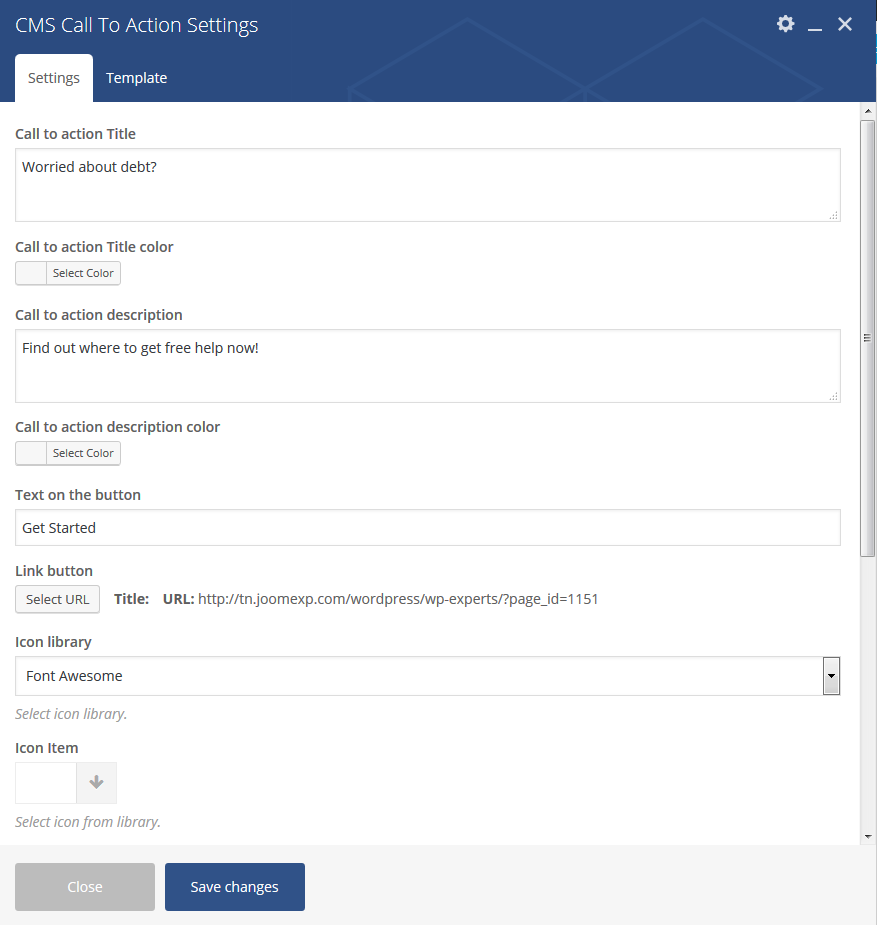 CMS Call To Action Settings
Settings Template
Call to action Title
Worried about debt?
Call to action Title color
Select Color
Call to action description
Find out where to get free help now!
Call to action description color
Select Color
Text on the button
Get Started
Link button
Select URL Title: URL: http://tn.joomexp.com/wordpress/wp-experts/?page_id=1151
Icon library
Font Awesome
Select icon library.
Icon Item
Select icon from library.
Close Save changes